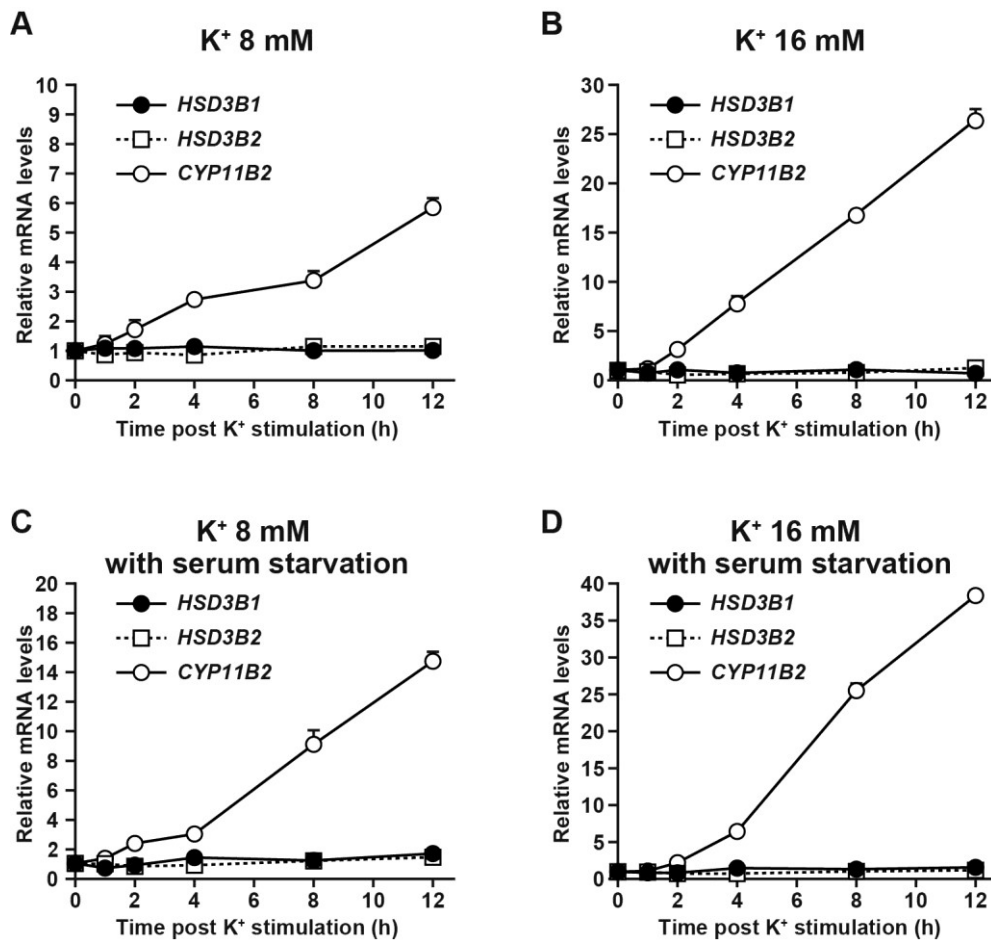 A
K⁺ 8 mM
Relative mRNA levels
10
9
8
7
6
5
4
3
2
1
0
HSD3B1
HSD3B2
CYP11B2
0 2 4 6 8 10 12
Time post K⁺ stimulation (h)
B
K⁺ 16 mM
Relative mRNA levels
30
25
20
15
10
5
0
HSD3B1
HSD3B2
CYP11B2
0 2 4 6 8 10 12
Time post K⁺ stimulation (h)
C
K⁺ 8 mM
with serum starvation
Relative mRNA levels
20
18
16
14
12
10
8
6
4
2
0
HSD3B1
HSD3B2
CYP11B2
0 2 4 6 8 10 12
Time post K⁺ stimulation (h)
D
K⁺ 16 mM
with serum starvation
Relative mRNA levels
40
35
30
25
20
15
10
5
0
HSD3B1
HSD3B2
CYP11B2
0 2 4 6 8 10 12
Time post K⁺ stimulation (h)